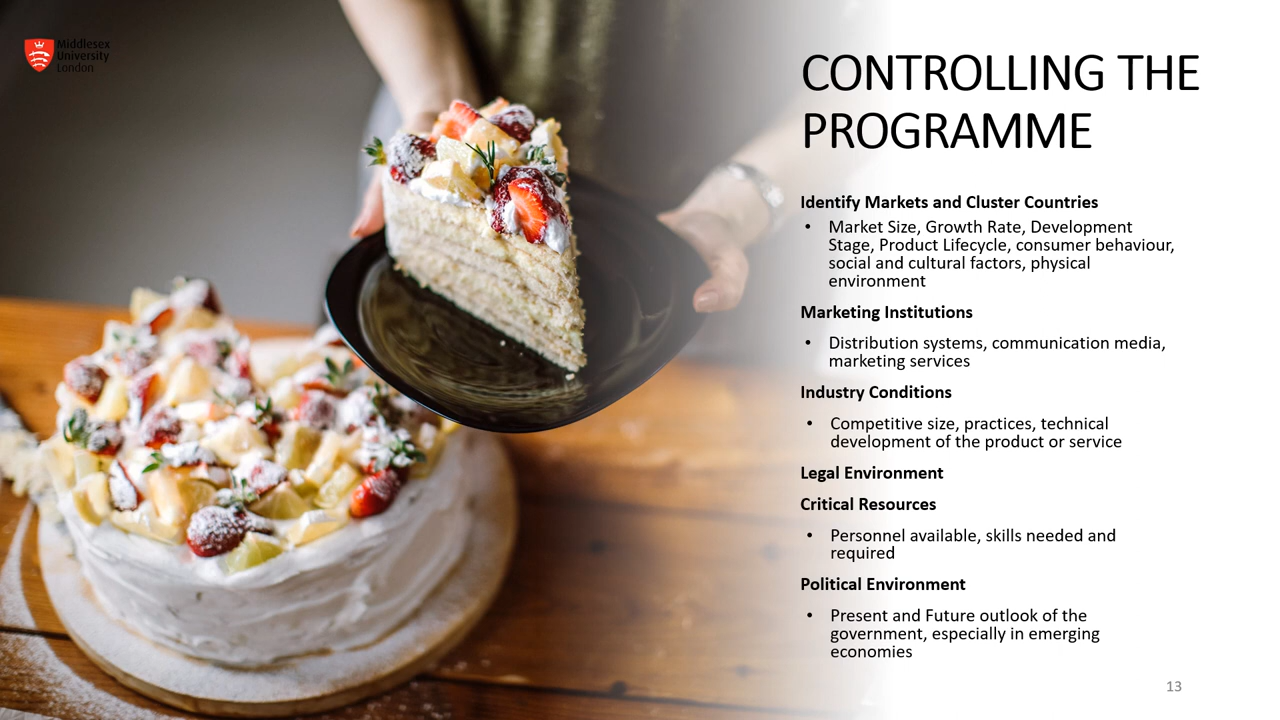 Middlesex
University
London
CONTROLLING THE
PROGRAMME
Identify Markets and Cluster Countries
• Market Size, Growth Rate, Development
Stage, Product Lifecycle, consumer behaviour,
social and cultural factors, physical
environment
Marketing Institutions
• Distribution systems, communication media,
marketing services
Industry Conditions
• Competitive size, practices, technical
development of the product or service
Legal Environment
Critical Resources
• Personnel available, skills needed and
required
Political Environment
• Present and Future outlook of the
government, especially in emerging
economies
13